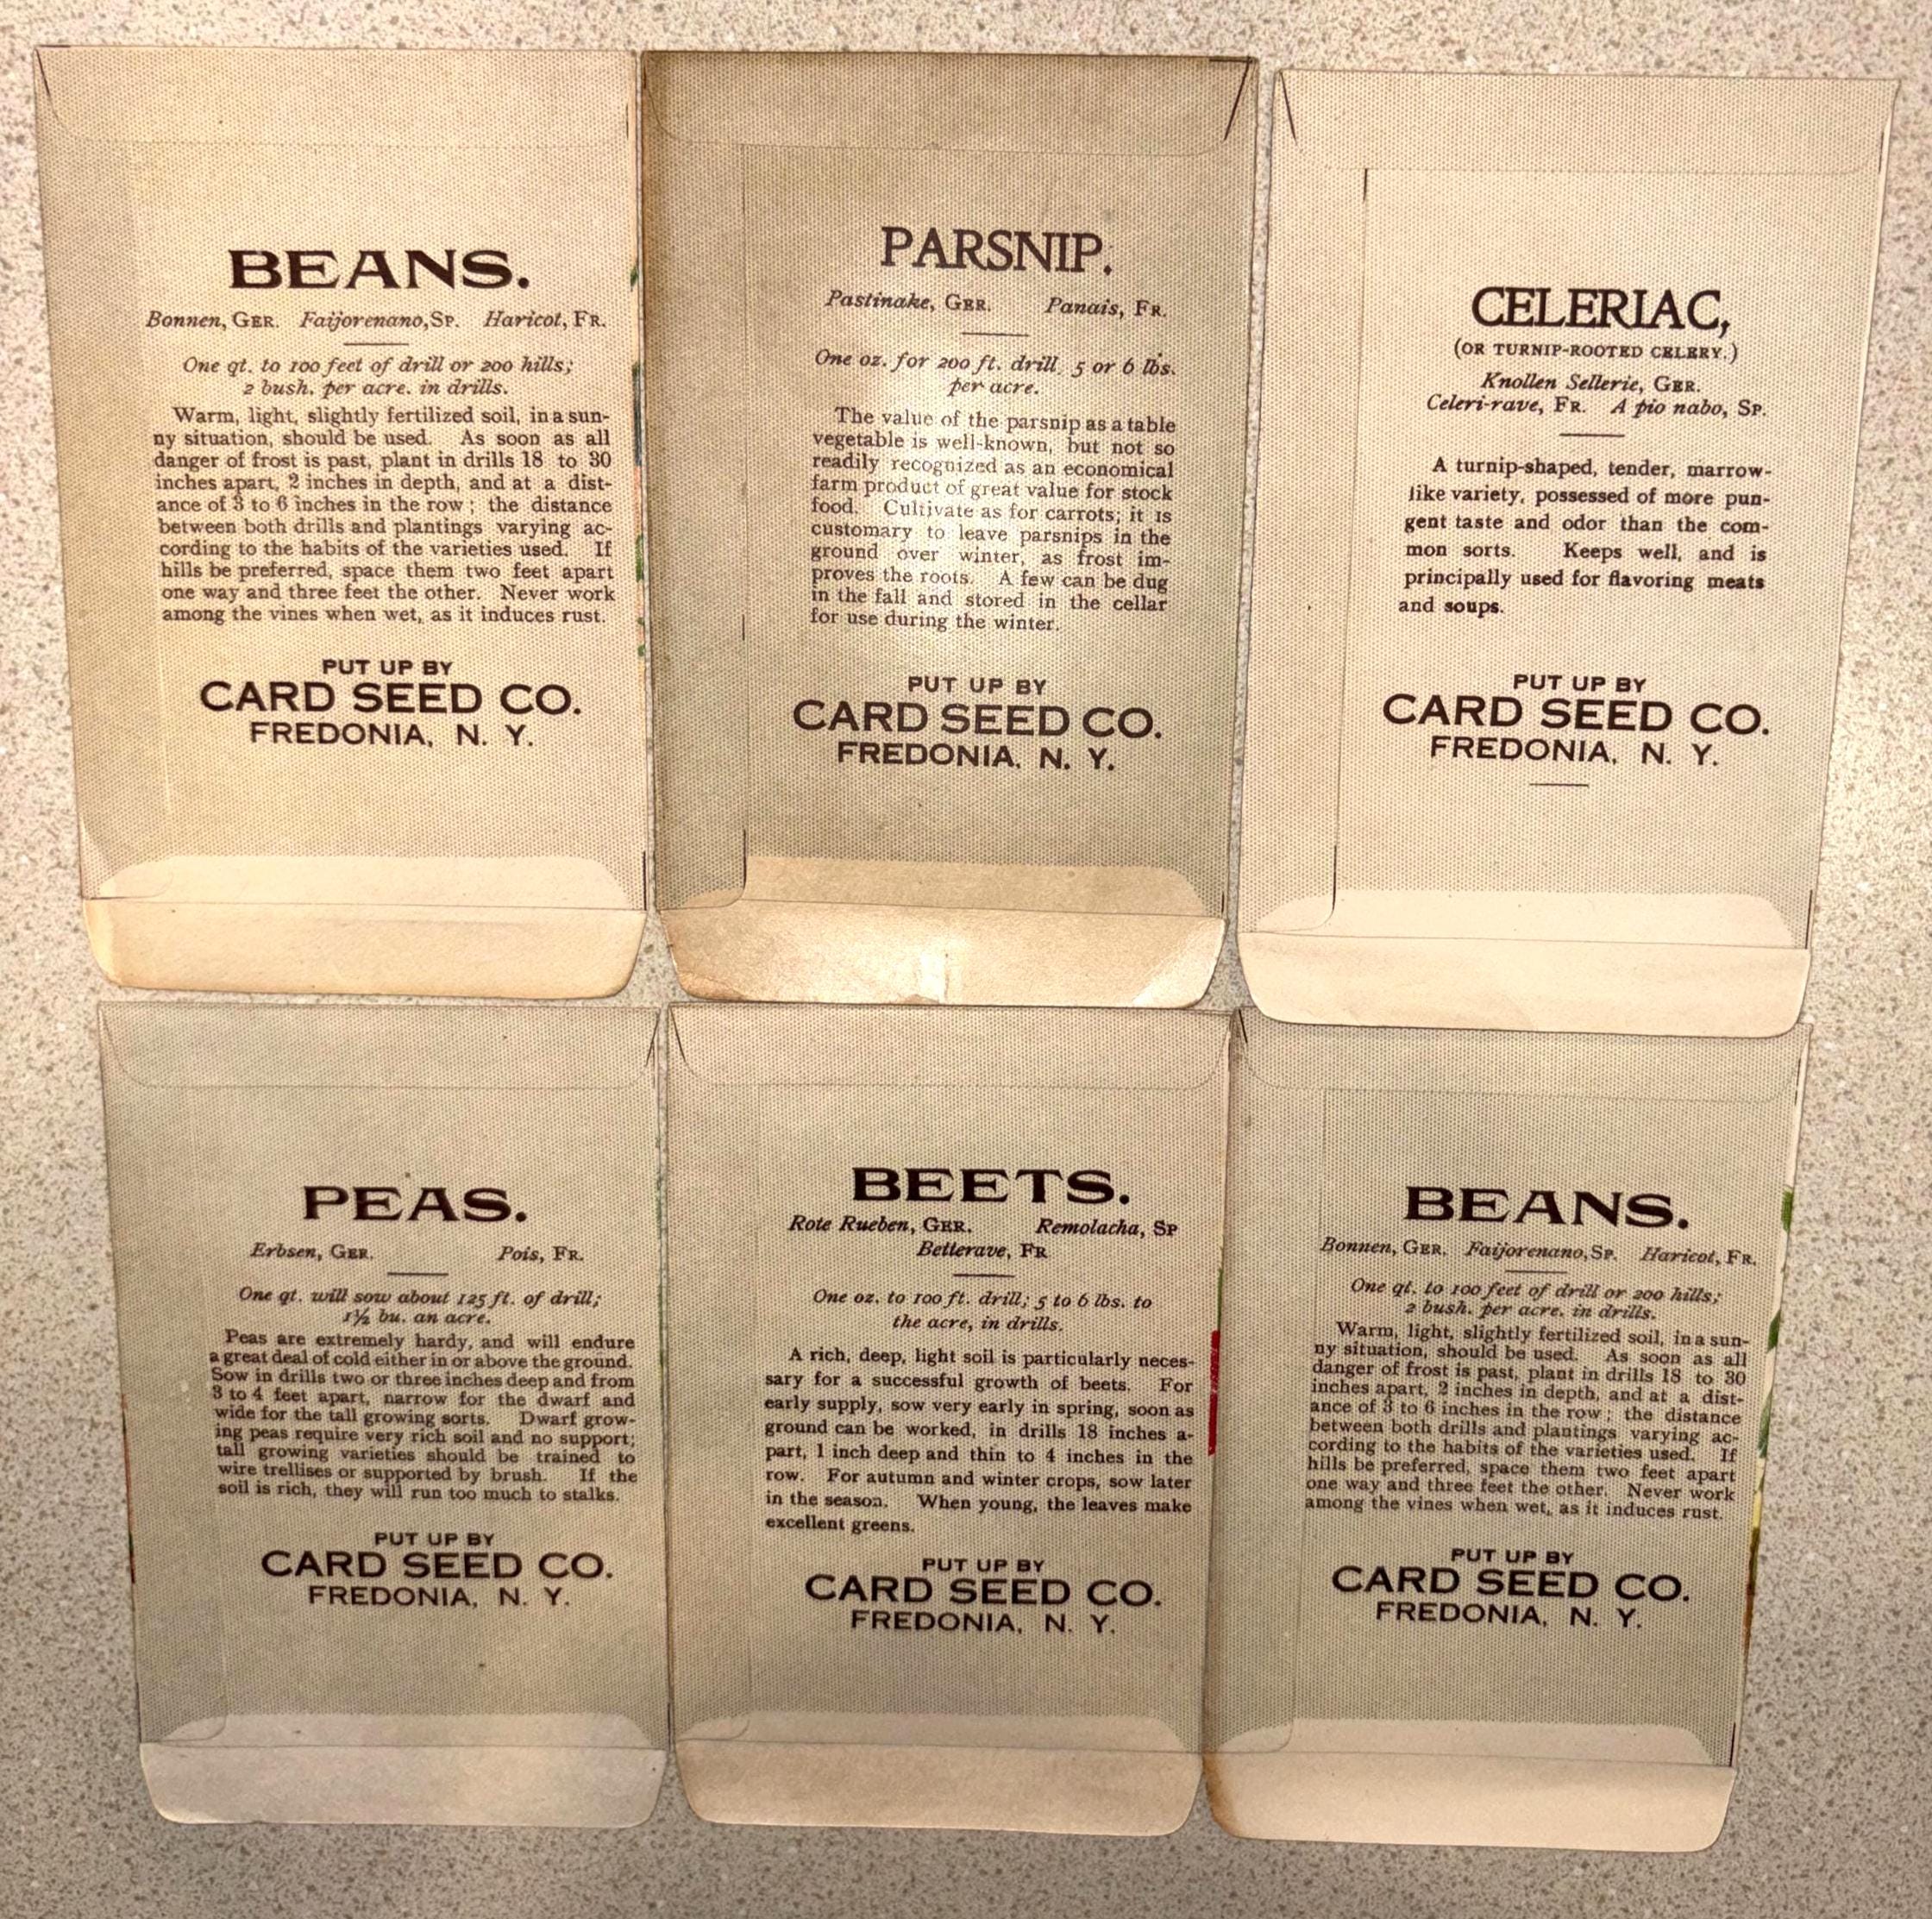 BEANS.
Bonnen, GER. Faijorenano, SP. Haricot, FR.
One qt. to 100 feet of drill or 200 hills;
2 bush. per acre. in drills.
Warm, light, slightly fertilized soil, in a sun-
ny situation, should be used. As soon as all
danger of frost is past, plant in drills 18 to 30
inches apart, 2 inches in depth, and at a dist-
ance of 3 to 6 inches in the row; the distance
between both drills and plantings varying ac-
cording to the habits of the varieties used. If
hills be preferred, space them two feet apart
one way and three feet the other. Never work
among the vines when wet, as it induces rust.
PUT UP BY
CARD SEED CO.
FREDONIA, N. Y.
PARSNIP.
Pastinake, GER. Panais, FR.
One oz. for 200 ft. drill, 5 or 6 lbs.
per acre.
The value of the parsnip as a table
vegetable is well-known, but not so
readily recognized as an economical
farm product of great value for stock
food. Cultivate as for carrots; it is
customary to leave parsnips in the
ground over winter, as frost im-
proves the roots. A few can be dug
in the fall and stored in the cellar
for use during the winter.
PUT UP BY
CARD SEED CO.
FREDONIA, N. Y.
CELERIAC,
(OR TURNIP-ROOTED CELERY.)
Knollen Sellerie, GER.
Celeri-rave, FR. A pio nabo, SP.
A turnip-shaped, tender, marrow-
like variety, possessed of more pun-
gent taste and odor than the com-
mon sorts. Keeps well, and is
principally used for flavoring meats
and soups.
PUT UP BY
CARD SEED CO.
FREDONIA, N. Y.
PEAS.
Erbsen, GER. Pois, FR.
One qt. will sow about 125 ft. of drill;
1½ bu. an acre.
Peas are extremely hardy, and will endure
a great deal of cold either in or above the ground.
Sow in drills two or three inches deep and from
3 to 4 feet apart, narrow for the dwarf and
wide for the tall growing sorts. Dwarf grow-
ing peas require very rich soil and no support;
tall growing varieties should be trained to
wire trellises or supported by brush. If the
soil is rich, they will run too much to stalks.
PUT UP BY
CARD SEED CO.
FREDONIA, N. Y.
BEETS.
Rote Rueben, GER. Remolacha, SP
Betterave, FR
One oz. to 100 ft. drill; 5 to 6 lbs. to
the acre, in drills.
A rich, deep, light soil is particularly neces-
sary for a successful growth of beets. For
early supply, sow very early in spring, soon as
ground can be worked, in drills 18 inches a-
part, 1 inch deep and thin to 4 inches in the
row. For autumn and winter crops, sow later
in the season. When young, the leaves make
excellent greens.
PUT UP BY
CARD SEED CO.
FREDONIA, N. Y.
BEANS.
Bonnen, GER. Faijorenano, SP. Haricot, FR.
One qt. to 100 feet of drill or 200 hills;
2 bush. per acre. in drills.
Warm, light, slightly fertilized soil, in a sun-
ny situation, should be used. As soon as all
danger of frost is past, plant in drills 18 to 30
inches apart, 2 inches in depth, and at a dist-
ance of 3 to 6 inches in the row; the distance
between both drills and plantings varying ac-
cording to the habits of the varieties used. If
hills be preferred, space them two feet apart
one way and three feet the other. Never work
among the vines when wet, as it induces rust.
PUT UP BY
CARD SEED CO.
FREDONIA, N. Y.